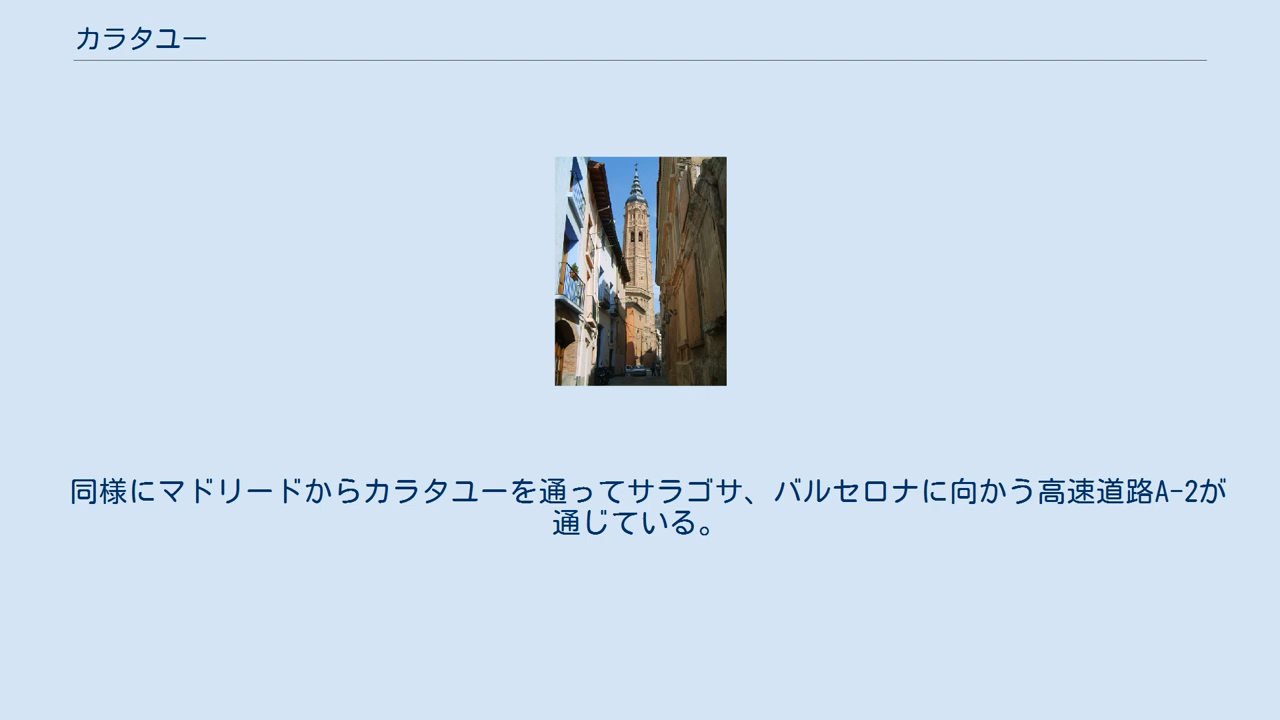 カラタユー
同様にマドリードからカラタユーを通ってサラゴサ、バルセロナに向かう高速道路A-2が
通じている。